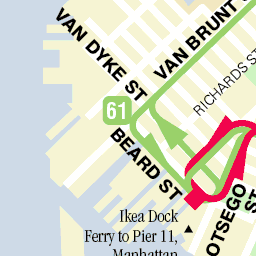 VAN DYKE ST
VAN BRUNT S
RICHARDS ST
61
BEARD ST
OTSEGO
ST
Ikea Dock
Ferry to Pier 11,
Manhattan